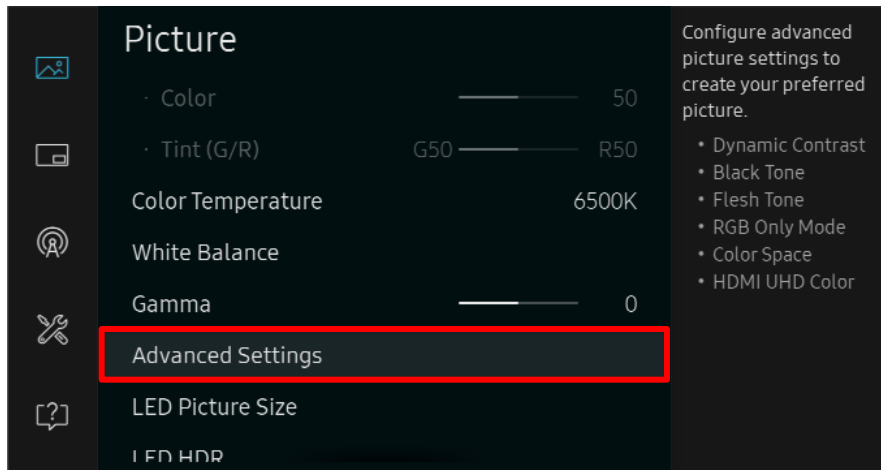 Picture
· Color 50
· Tint (G/R) G50 R50
Color Temperature 6500K
White Balance
Gamma 0
Advanced Settings
LED Picture Size
LED HDR
Configure advanced
picture settings to
create your preferred
picture.
• Dynamic Contrast
• Black Tone
• Flesh Tone
• RGB Only Mode
• Color Space
• HDMI UHD Color